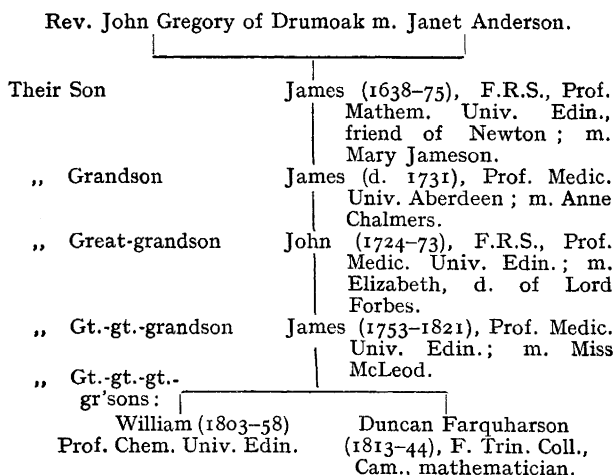 Rev. John Gregory of Drumoak m. Janet Anderson.
Their Son James (1638–75), F.R.S., Prof.
Mathem. Univ. Edin.,
friend of Newton ; m.
Mary Jameson.
„ Grandson James (d. 1731), Prof. Medic.
Univ. Aberdeen ; m. Anne
Chalmers.
„ Great-grandson John (1724–73), F.R.S., Prof.
Medic. Univ. Edin. ; m.
Elizabeth, d. of Lord
Forbes.
„ Gt.-gt.-grandson James (1753–1821), Prof. Medic.
Univ. Edin. ; m. Miss
McLeod.
„ Gt.-gt.-gt.-
gr'sons :
William (1803–58)
Prof. Chem. Univ. Edin.
Duncan Farquharson
(1813–44), F. Trin. Coll.,
Cam., mathematician.